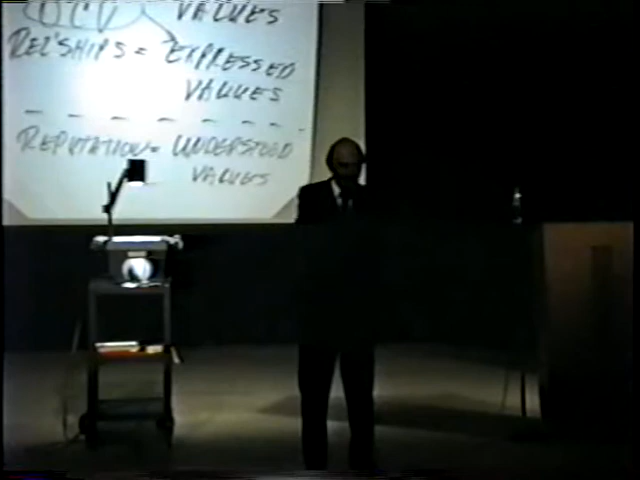 VALUES
REL'SHIPS = EXPRESSED
VALUES
REPUTATION = UNDERSTOOD
VALUES